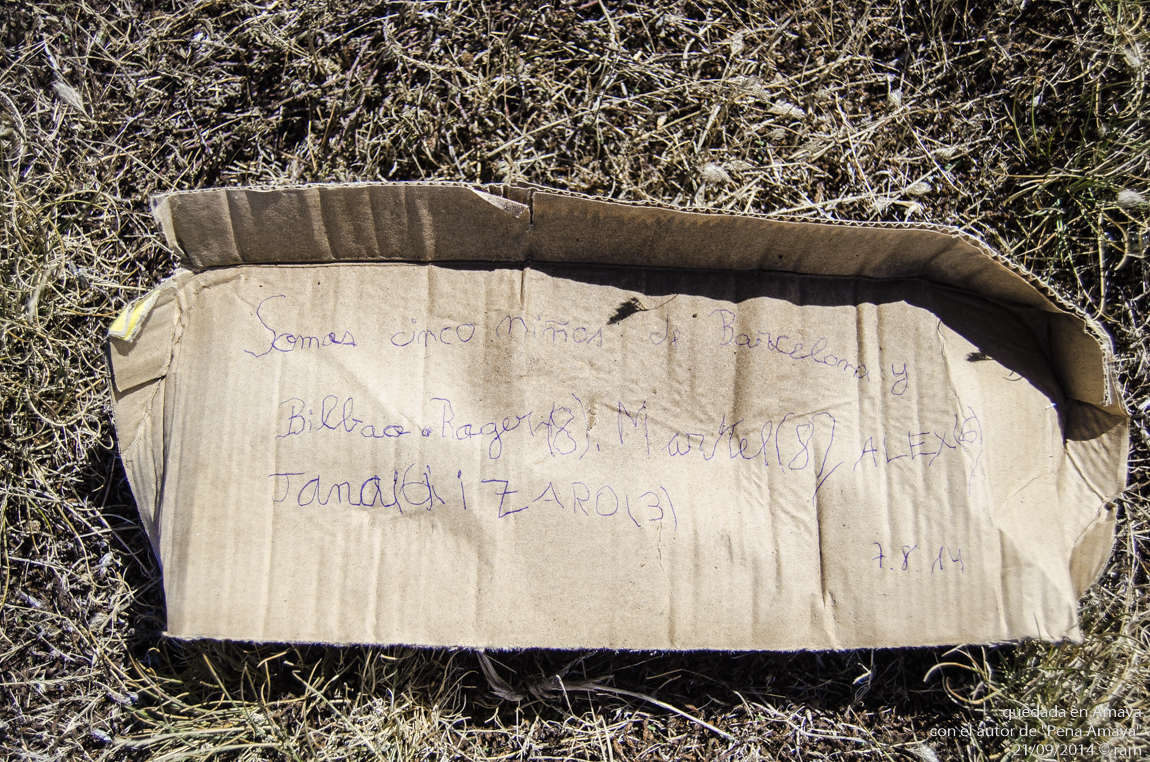 Somos cinco niños de Barcelona y
Bilbao. Roger (8), Markel (8) ALEX (6)
Jana (6) i IZARO (3)
7.8 14
quedada en Amaya
con el autor de "Peña Amaya"
21/09/2014 © ram